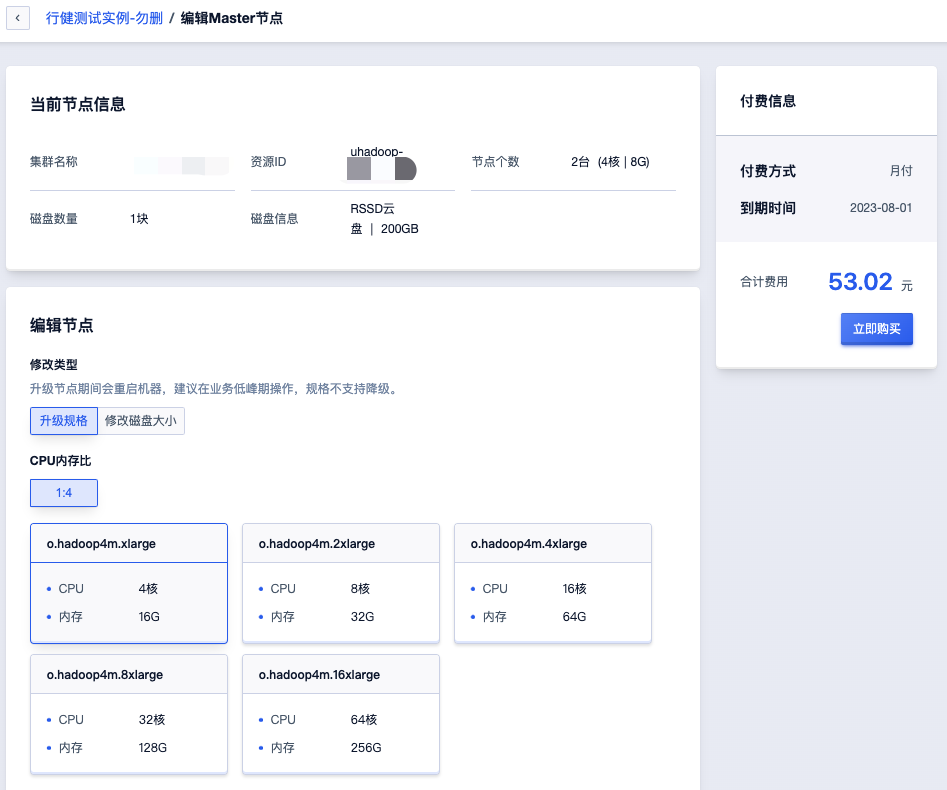 行健测试实例-勿删 / 编辑Master节点
当前节点信息
集群名称
资源ID
uhadoop-
节点个数
2台 (4核 | 8G)
磁盘数量
1块
磁盘信息
RSSD云
盘 | 200GB
编辑节点
修改类型
升级节点期间会重启机器，建议在业务低峰期操作，规格不支持降级。
升级规格 修改磁盘大小
CPU内存比
1:4
o.hadoop4m.xlarge
CPU 4核
内存 16G
o.hadoop4m.2xlarge
CPU 8核
内存 32G
o.hadoop4m.4xlarge
CPU 16核
内存 64G
o.hadoop4m.8xlarge
CPU 32核
内存 128G
o.hadoop4m.16xlarge
CPU 64核
内存 256G
付费信息
付费方式 月付
到期时间 2023-08-01
合计费用 53.02 元
立即购买